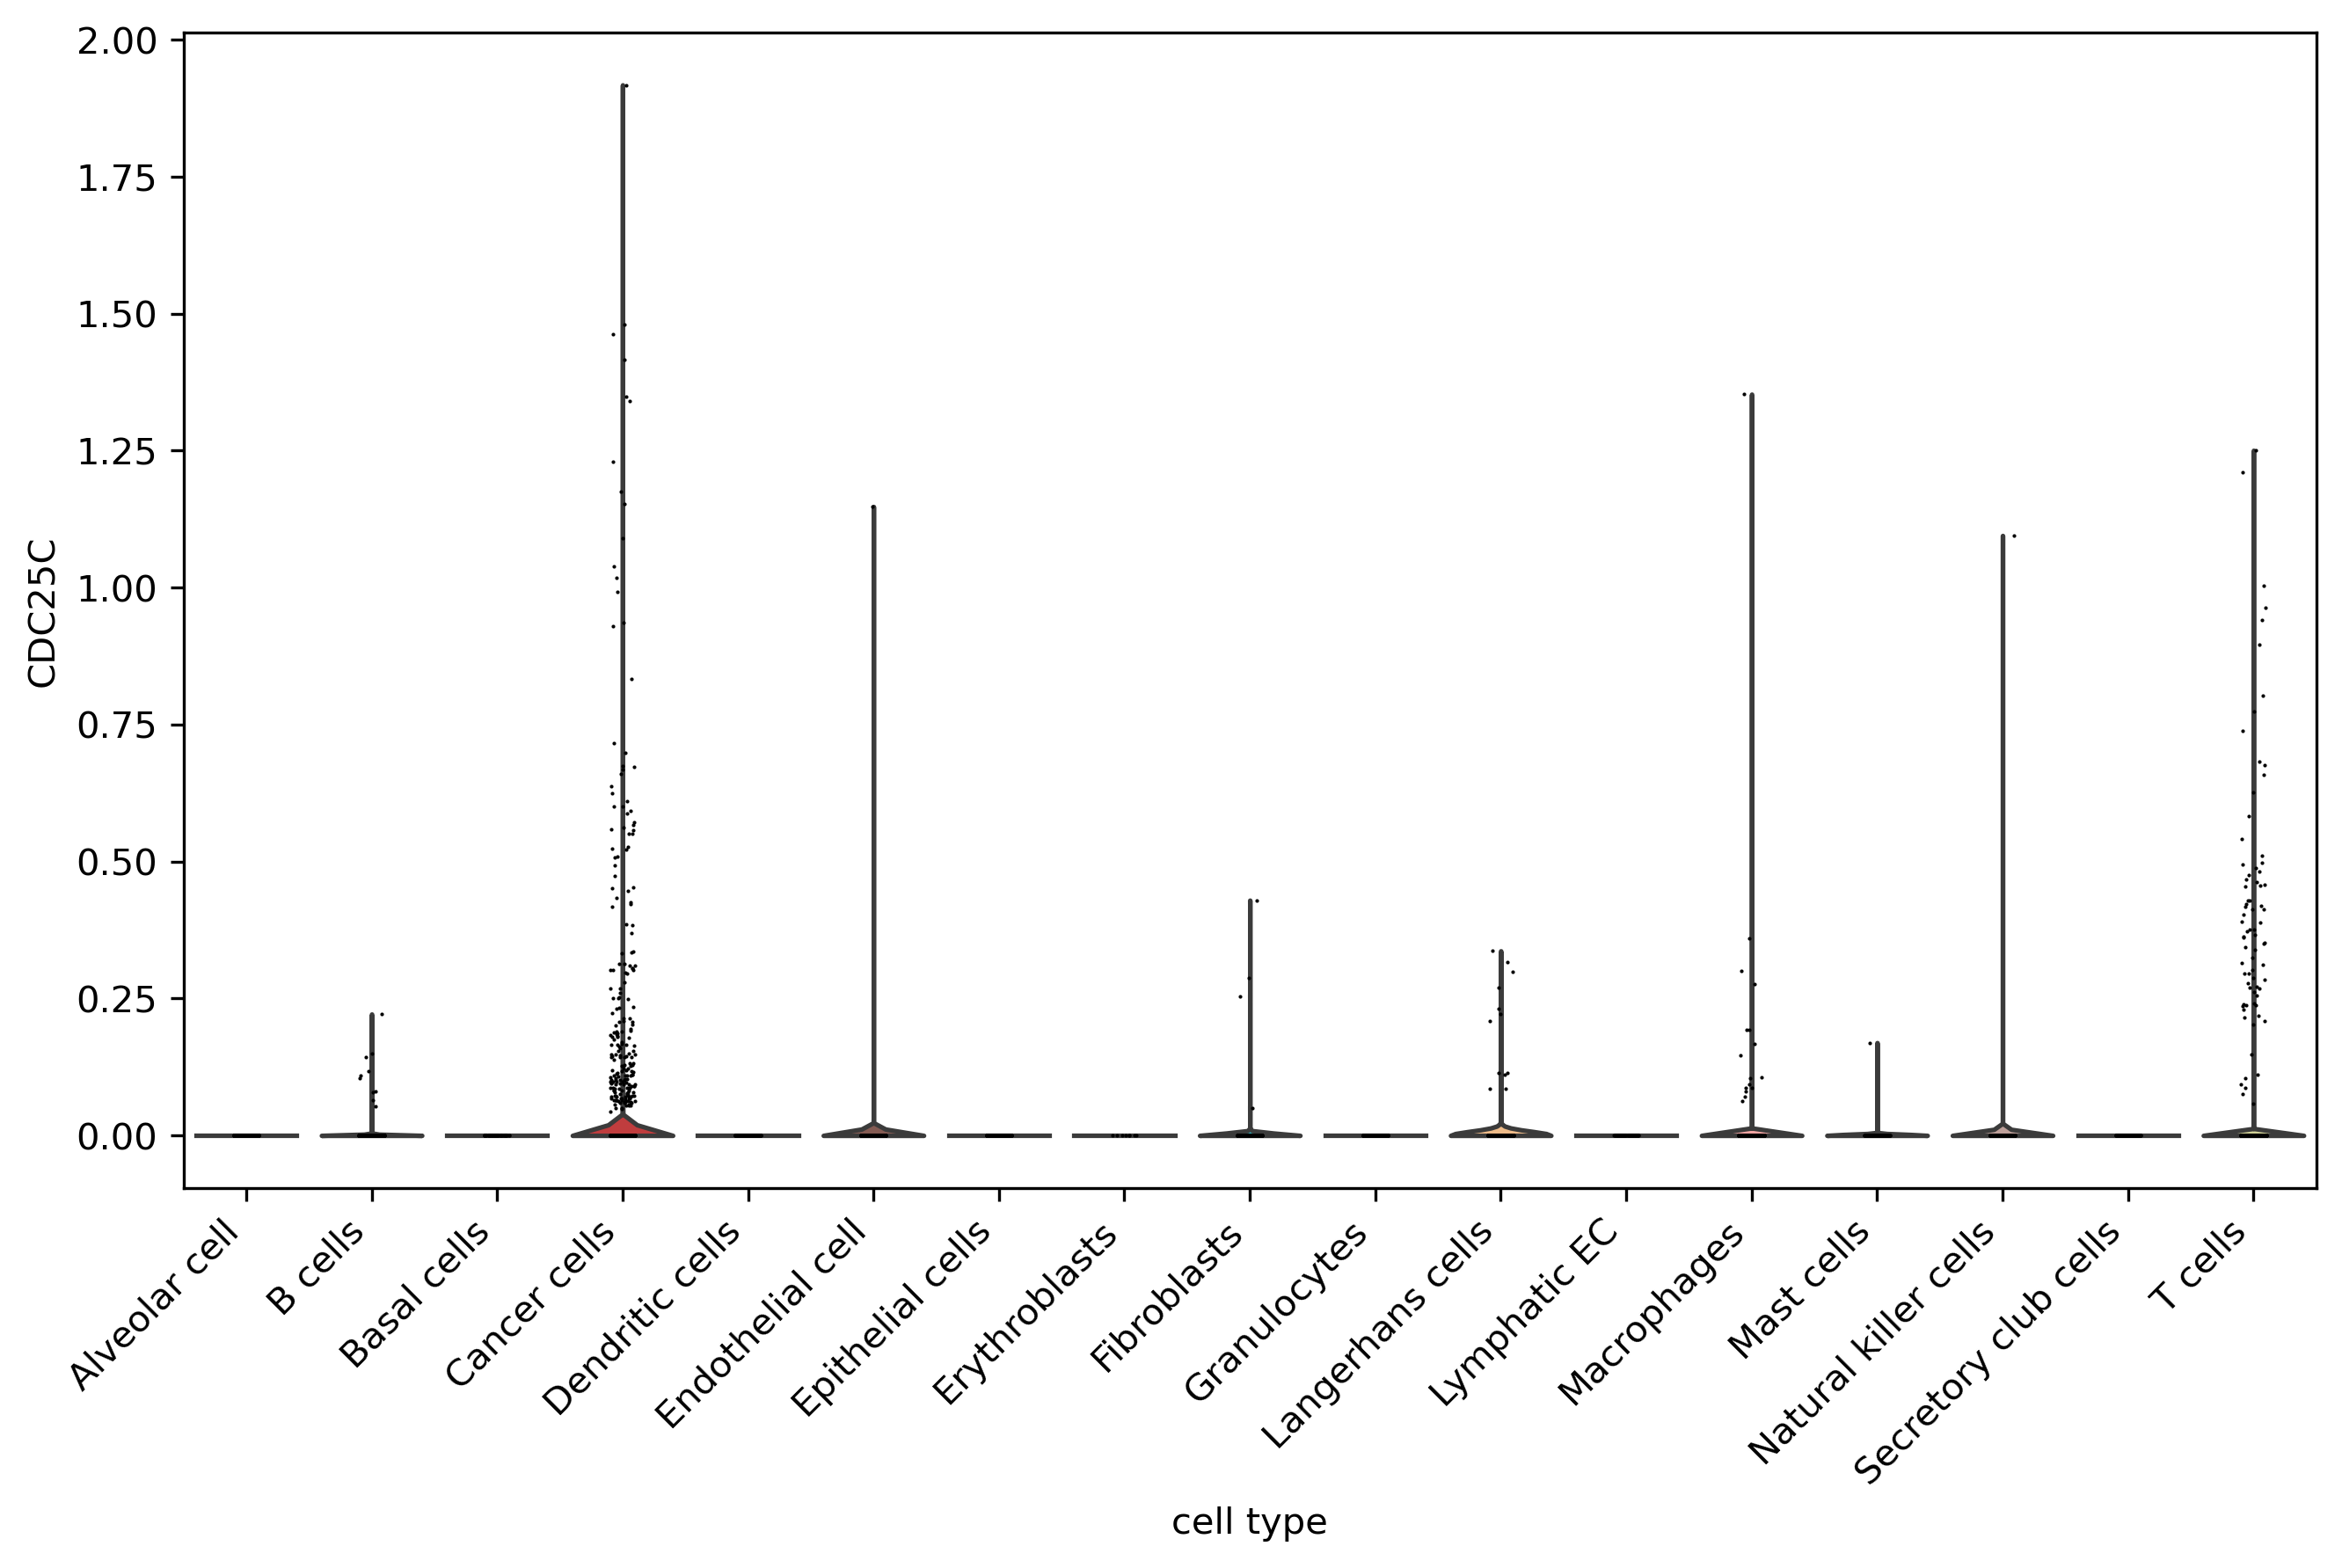 CDC25C
2.00
1.75
1.50
1.25
1.00
0.75
0.50
0.25
0.00
Alveolar cell
B cells
Basal cells
Cancer cells
Dendritic cells
Endothelial cell
Epithelial cells
Erythroblasts
Fibroblasts
Granulocytes
Langerhans cells
Lymphatic EC
Macrophages
Mast cells
Natural killer cells
Secretory club cells
T cells
cell type